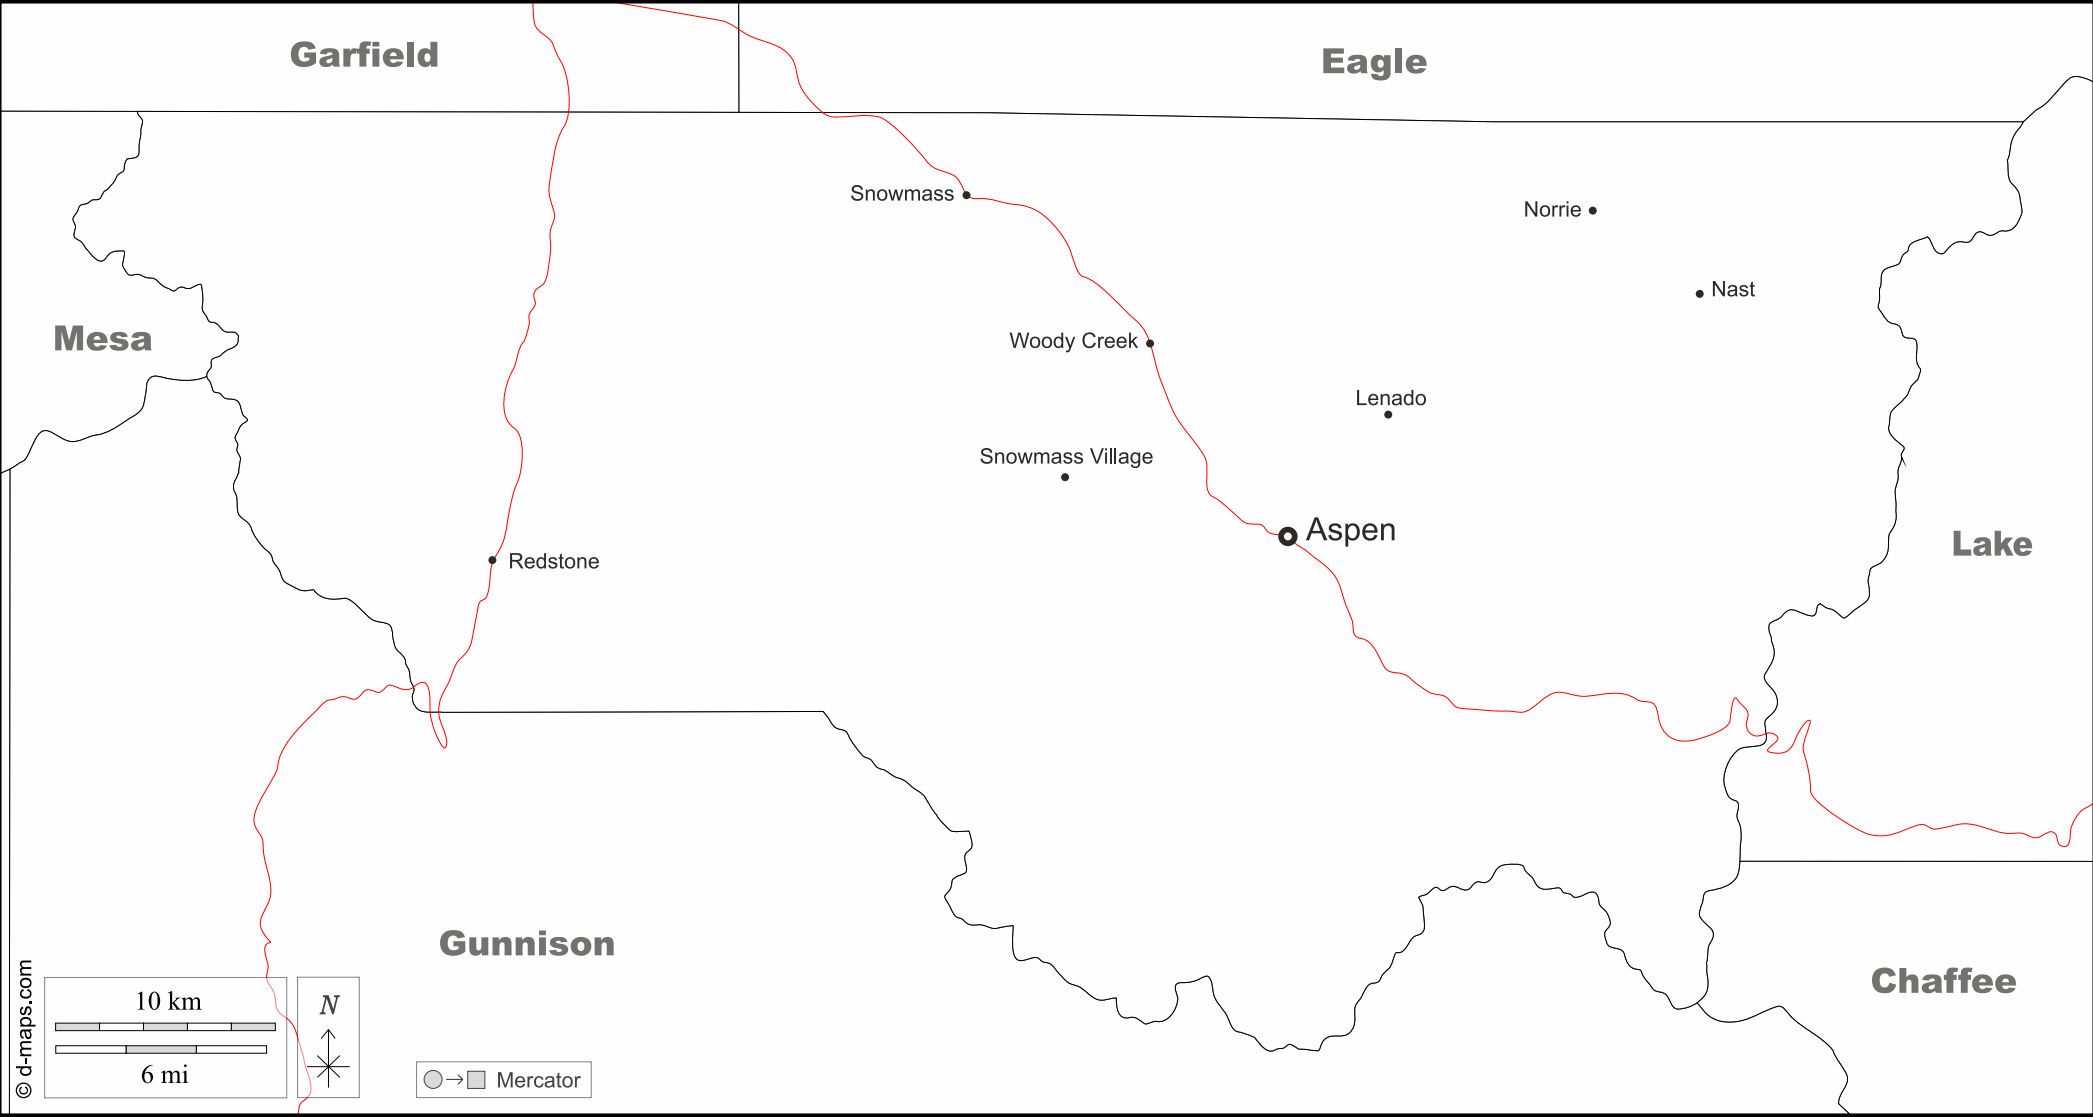 Garfield
Eagle
Snowmass
Norrie
Nast
Mesa
Woody Creek
Lenado
Snowmass Village
Aspen
Lake
Redstone
Gunnison
Chaffee
© d-maps.com
10 km
6 mi
N
Mercator